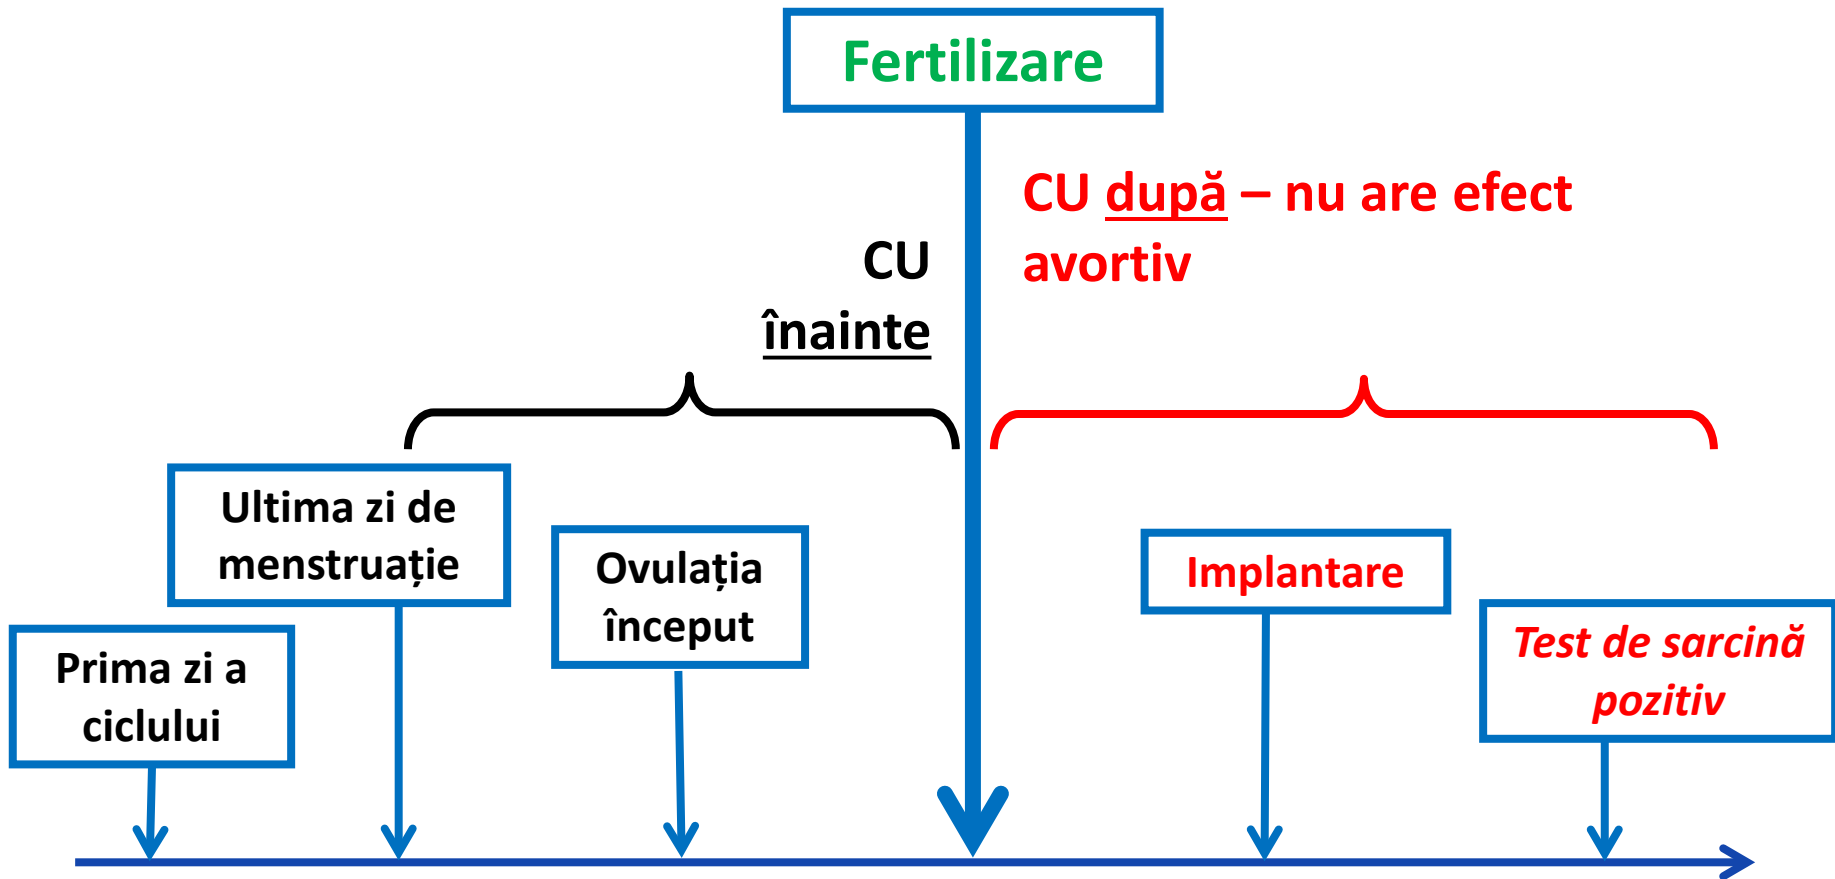 Fertilizare
CU după – nu are efect
avortiv
CU
înainte
Ultima zi de
menstruație
Ovulația
început
Implantare
Prima zi a
ciclului
Test de sarcină
pozitiv